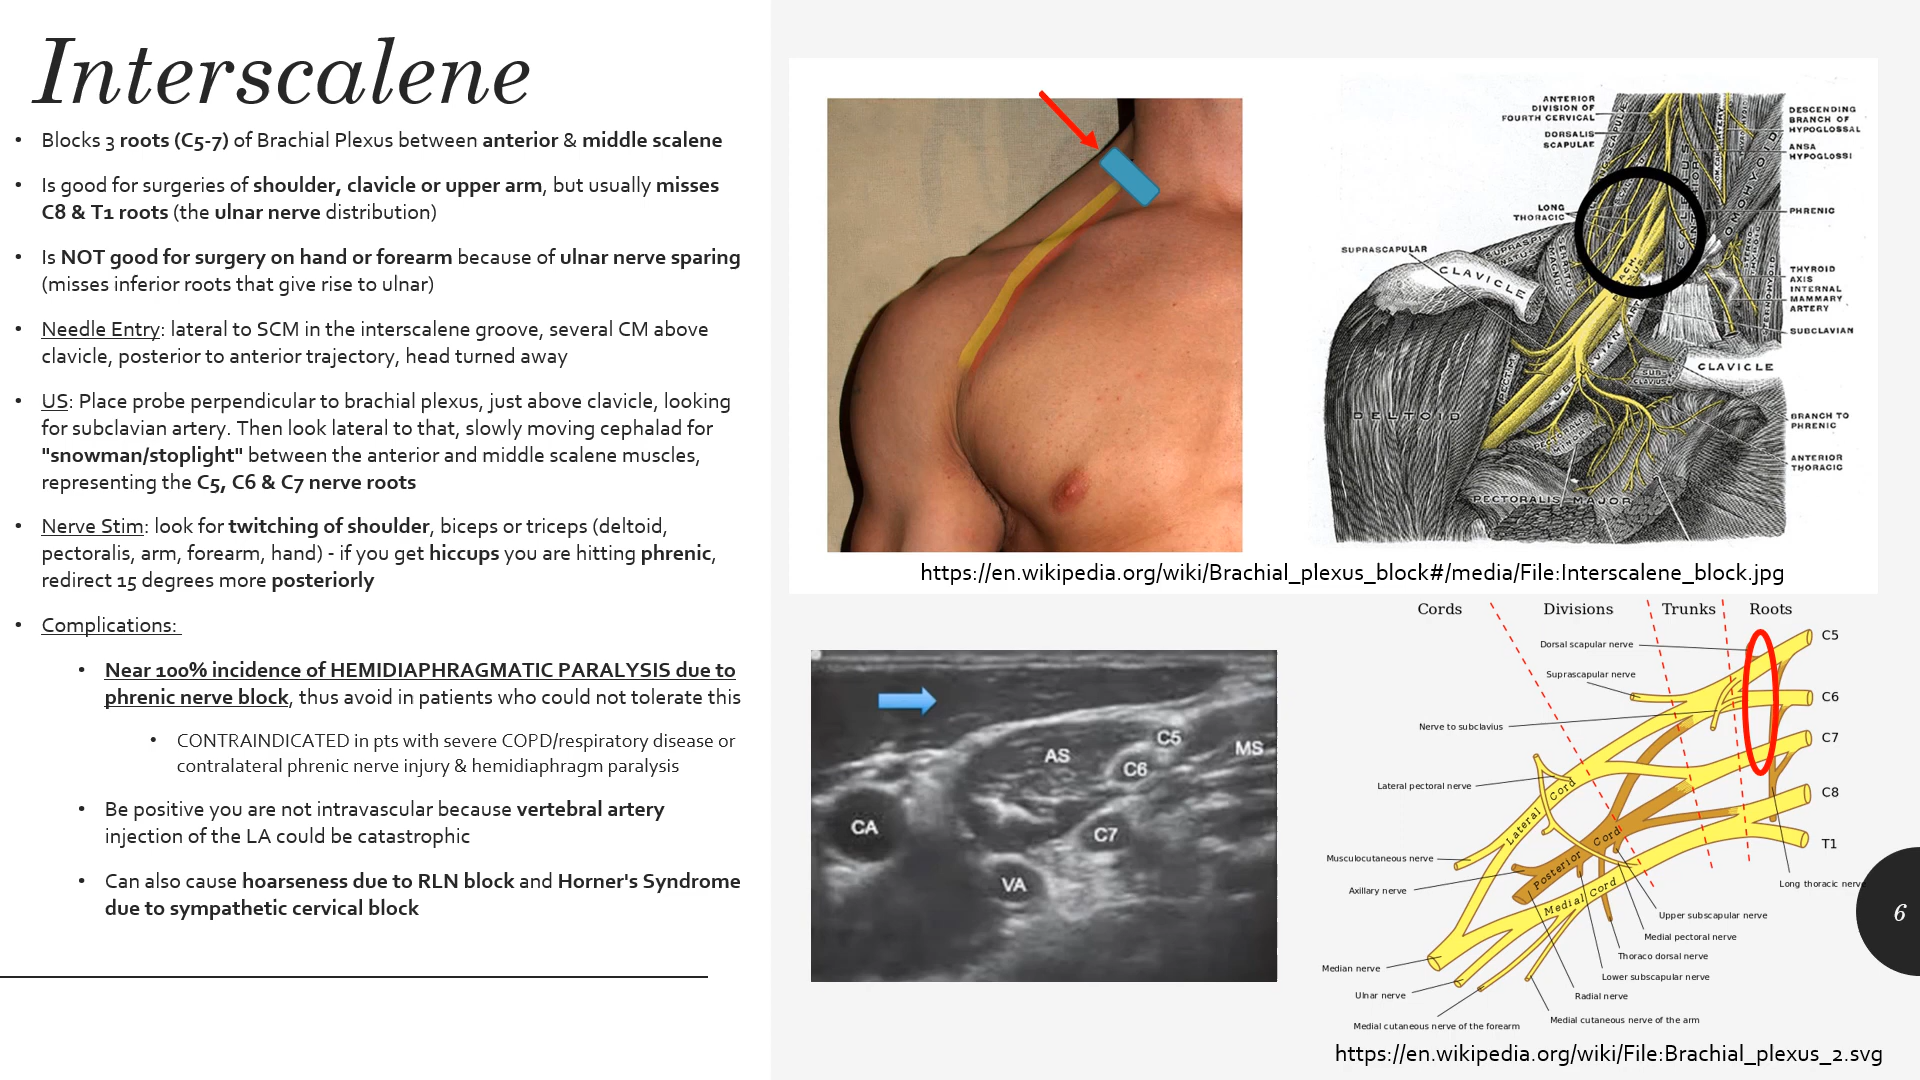 Interscalene
• Blocks 3 roots (C5-7) of Brachial Plexus between anterior & middle scalene
• Is good for surgeries of shoulder, clavicle or upper arm, but usually misses
C8 & T1 roots (the ulnar nerve distribution)
• Is NOT good for surgery on hand or forearm because of ulnar nerve sparing
(misses inferior roots that give rise to ulnar)
• Needle Entry: lateral to SCM in the interscalene groove, several CM above
clavicle, posterior to anterior trajectory, head turned away
• US: Place probe perpendicular to brachial plexus, just above clavicle, looking
for subclavian artery. Then look lateral to that, slowly moving cephalad for
"snowman/stoplight" between the anterior and middle scalene muscles,
representing the C5, C6 & C7 nerve roots
• Nerve Stim: look for twitching of shoulder, biceps or triceps (deltoid,
pectoralis, arm, forearm, hand) - if you get hiccups you are hitting phrenic,
redirect 15 degrees more posteriorly
• Complications:
• Near 100% incidence of HEMIDIAPHRAGMATIC PARALYSIS due to
phrenic nerve block, thus avoid in patients who could not tolerate this
• CONTRAINDICATED in pts with severe COPD/respiratory disease or
contralateral phrenic nerve injury & hemidiaphragm paralysis
• Be positive you are not intravascular because vertebral artery
injection of the LA could be catastrophic
• Can also cause hoarseness due to RLN block and Horner's Syndrome
due to sympathetic cervical block
ANTERIOR
DIVISION OF
FOURTH CERVICAL
DORSALIS
SCAPULAE
LONG
THORACIC
SUPRASCAPULAR
CLAVICLE
DELTOID
PECTORALIS MAJOR
DESCENDING
BRANCH OF
HYPOGLOSSAL
ANSA
HYPOGLOSSI
OMOHYOID
PHRENIC
THYROID
AXIS
INTERNAL
MAMMARY
ARTERY
SUBCLAVIAN
CLAVICLE
BRANCH TO
PHRENIC
ANTERIOR
THORACIC
https://en.wikipedia.org/wiki/Brachial_plexus_block#/media/File:Interscalene_block.jpg
AS
C5
MS
C6
CA
C7
VA
Cords
Divisions
Trunks
Roots
C5
Dorsal scapular nerve
Suprascapular nerve
C6
Nerve to subclavius
C7
Lateral pectoral nerve
C8
Lateral Cord
T1
Posterior Cord
Musculocutaneous nerve
Axillary nerve
Medial Cord
Long thoracic nerve
Upper subscapular nerve
Medial pectoral nerve
Thoraco dorsal nerve
Median nerve
Lower subscapular nerve
Ulnar nerve
Radial nerve
Medial cutaneous nerve of the forearm
Medial cutaneous nerve of the arm
https://en.wikipedia.org/wiki/File:Brachial_plexus_2.svg
6